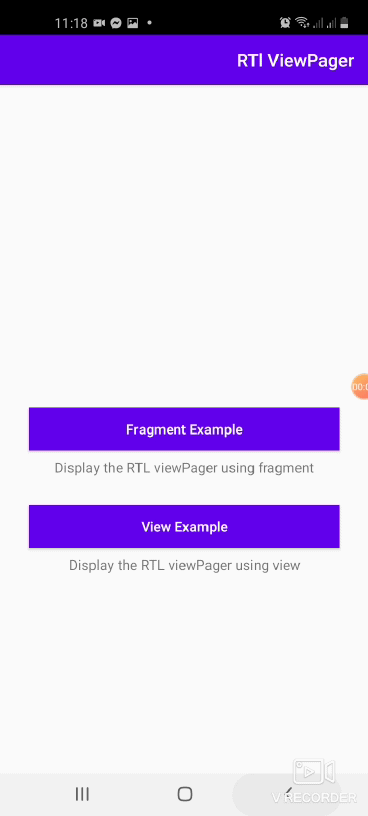 11:18
RTl ViewPager
00:0
Fragment Example
Display the RTL viewPager using fragment
View Example
Display the RTL viewPager using view
V RECORDER